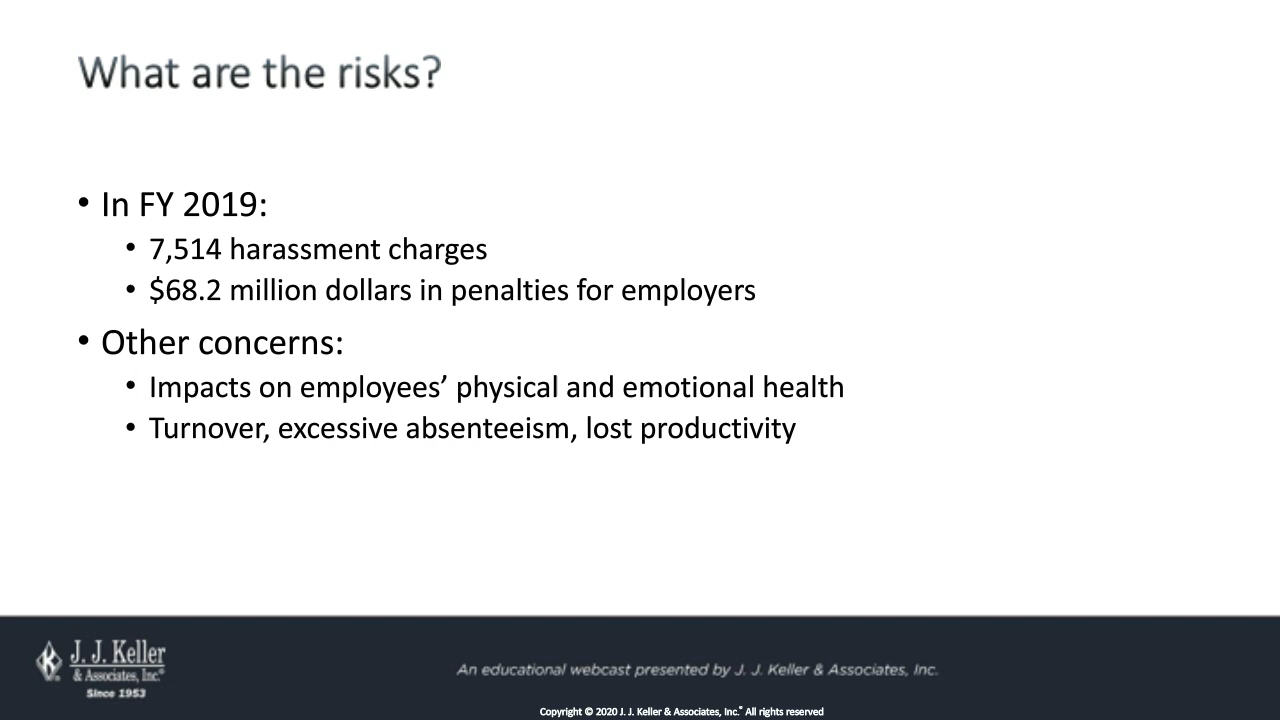 What are the risks?
• In FY 2019:
• 7,514 harassment charges
• $68.2 million dollars in penalties for employers
• Other concerns:
• Impacts on employees’ physical and emotional health
• Turnover, excessive absenteeism, lost productivity
J. J. Keller
& Associates, Inc.®
Since 1953
An educational webcast presented by J. J. Keller & Associates, Inc.
Copyright © 2020 J. J. Keller & Associates, Inc.® All rights reserved